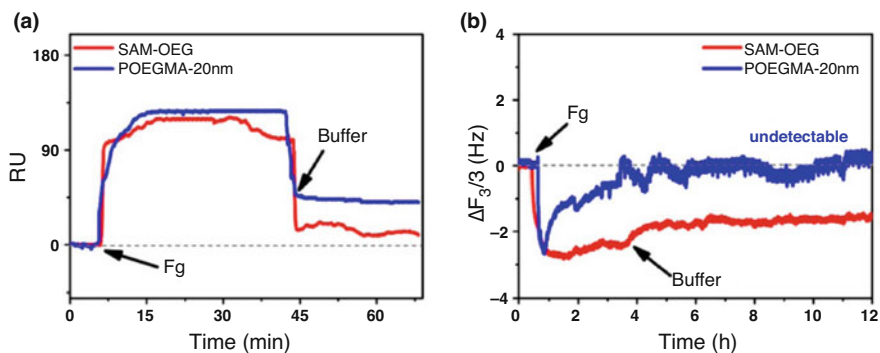 (a)
180
90
0
RU
SAM-OEG
POEGMA-20nm
Buffer
Fg
0 15 30 45 60
Time (min)
(b)
4
2
0
−2
−4
ΔF3/3 (Hz)
SAM-OEG
POEGMA-20nm
Fg
undetectable
Buffer
0 2 4 6 8 10 12
Time (h)